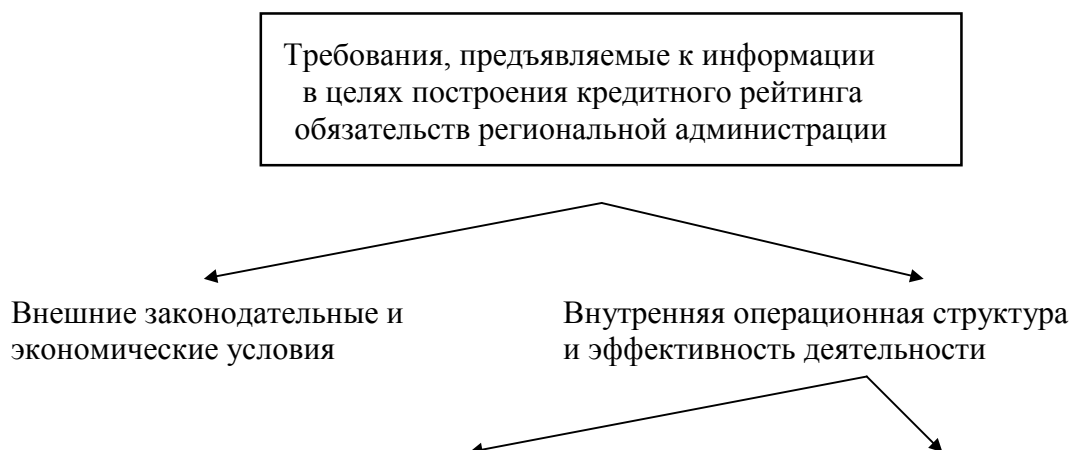 Требования, предъявляемые к информации
в целях построения кредитного рейтинга
обязательств региональной администрации
Внешние законодательные и
экономические условия
Внутренняя операционная структура
и эффективность деятельности